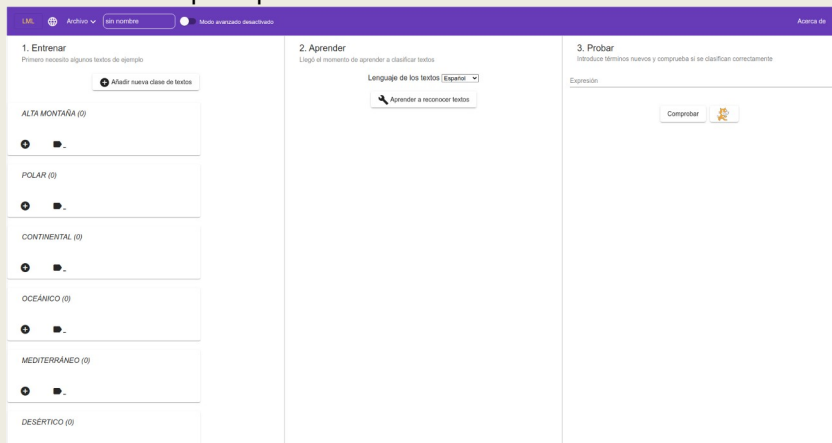 LML Archivo sin nombre Modo avanzado desactivado Acerca de
1. Entrenar
Primero necesito algunos textos de ejemplo
Añadir nueva clase de textos
ALTA MONTAÑA (0)
POLAR (0)
CONTINENTAL (0)
OCEÁNICO (0)
MEDITERRÁNEO (0)
DESÉRTICO (0)
2. Aprender
Llegó el momento de aprender a clasificar textos
Lenguaje de los textos Español
Aprender a reconocer textos
3. Probar
Introduce términos nuevos y comprueba si se clasifican correctamente
Expresión
Comprobar